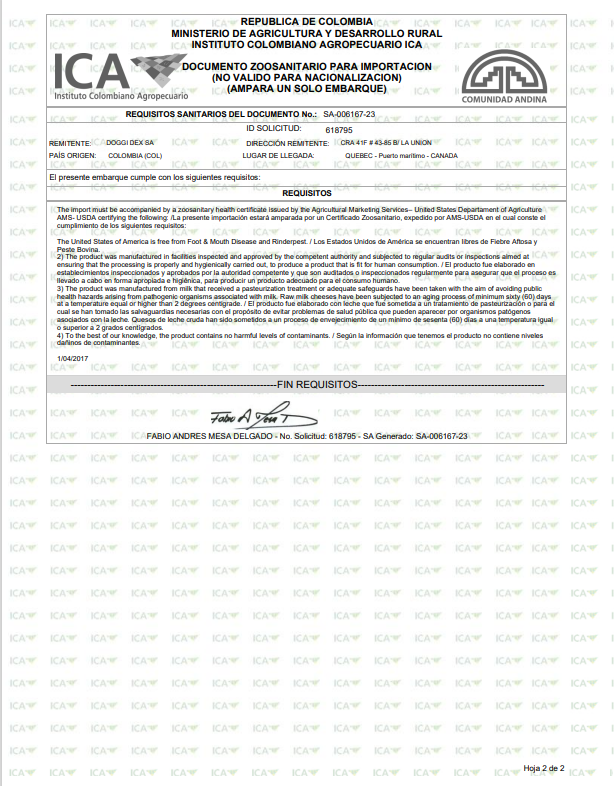 REPUBLICA DE COLOMBIA
MINISTERIO DE AGRICULTURA Y DESARROLLO RURAL
INSTITUTO COLOMBIANO AGROPECUARIO ICA
ICA
Instituto Colombiano Agropecuario
DOCUMENTO ZOOSANITARIO PARA IMPORTACION
(NO VALIDO PARA NACIONALIZACION)
(AMPARA UN SOLO EMBARQUE)
COMUNIDAD ANDINA
REQUISITOS SANITARIOS DEL DOCUMENTO No.: SA-006167-23
ID SOLICITUD: 618795
REMITENTE: DOGGI DEX SA DIRECCIÓN REMITENTE: CRA 41F # 43-85 B/ LA UNION
PAÍS ORIGEN: COLOMBIA (COL) LUGAR DE LLEGADA: QUEBEC - Puerto marítimo - CANADA
El presente embarque cumple con los siguientes requisitos:
REQUISITOS
The import must be accompanied by a zoosanitary health certificate issued by the Agricultural Marketing Services– United States Departament of Agriculture
AMS- USDA certifying the following: /La presente importación estará amparada por un Certificado Zoosanitario, expedido por AMS-USDA en el cual conste el
cumplimiento de los siguientes requisitos:
The United States of America is free from Foot & Mouth Disease and Rinderpest. / Los Estados Unidos de América se encuentran libres de Fiebre Aftosa y
Peste Bovina.
2) The product was manufactured in facilities inspected and approved by the competent authority and subjected to regular audits or inspections aimed at
ensuring that the processing is properly and hygienically carried out, to produce a product that is fit for human consumption. / El producto fue elaborado en
establecimientos inspeccionados y aprobados por la autoridad competente y que son auditados o inspeccionados regularmente para asegurar que el proceso es
llevado a cabo en forma apropiada e higiénica, para producir un producto adecuado para el consumo humano.
3) The product was manufactured from milk that received a pasteurization treatment or adequate safeguards have been taken with the aim of avoiding public
health hazards arising from pathogenic organisms associated with milk. Raw milk cheeses have been subjected to an aging process of minimum sixty (60) days
at a temperature equal or higher than 2 degrees centigrade. / El producto fue elaborado con leche que fue sometida a un tratamiento de pasteurización o para el
cual se han tomado las salvaguardias necesarias con el propósito de evitar problemas de salud pública que pueden aparecer por organismos patógenos
asociados con la leche. Quesos de leche cruda han sido sometidos a un proceso de envejecimiento de un mínimo de sesenta (60) días a una temperatura igual
o superior a 2 grados centígrados.
4) To the best of our knowledge, the product contains no harmful levels of contaminants. / Según la información que tenemos el producto no contiene niveles
dañinos de contaminantes.
1/04/2017
FIN REQUISITOS
FABIO ANDRES MESA DELGADO - No. Solicitud: 618795 - SA Generado: SA-006167-23
Hoja 2 de 2